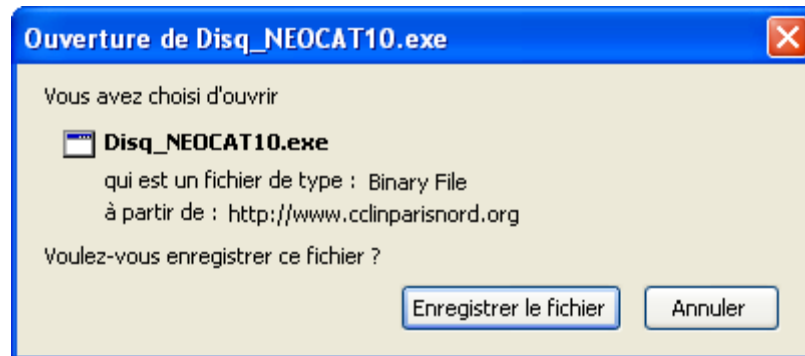 Ouverture de Disq_NEOCAT10.exe
Vous avez choisi d'ouvrir
Disq_NEOCAT10.exe
qui est un fichier de type : Binary File
à partir de : http://www.cclinparisnord.org
Voulez-vous enregistrer ce fichier ?
Enregistrer le fichier Annuler